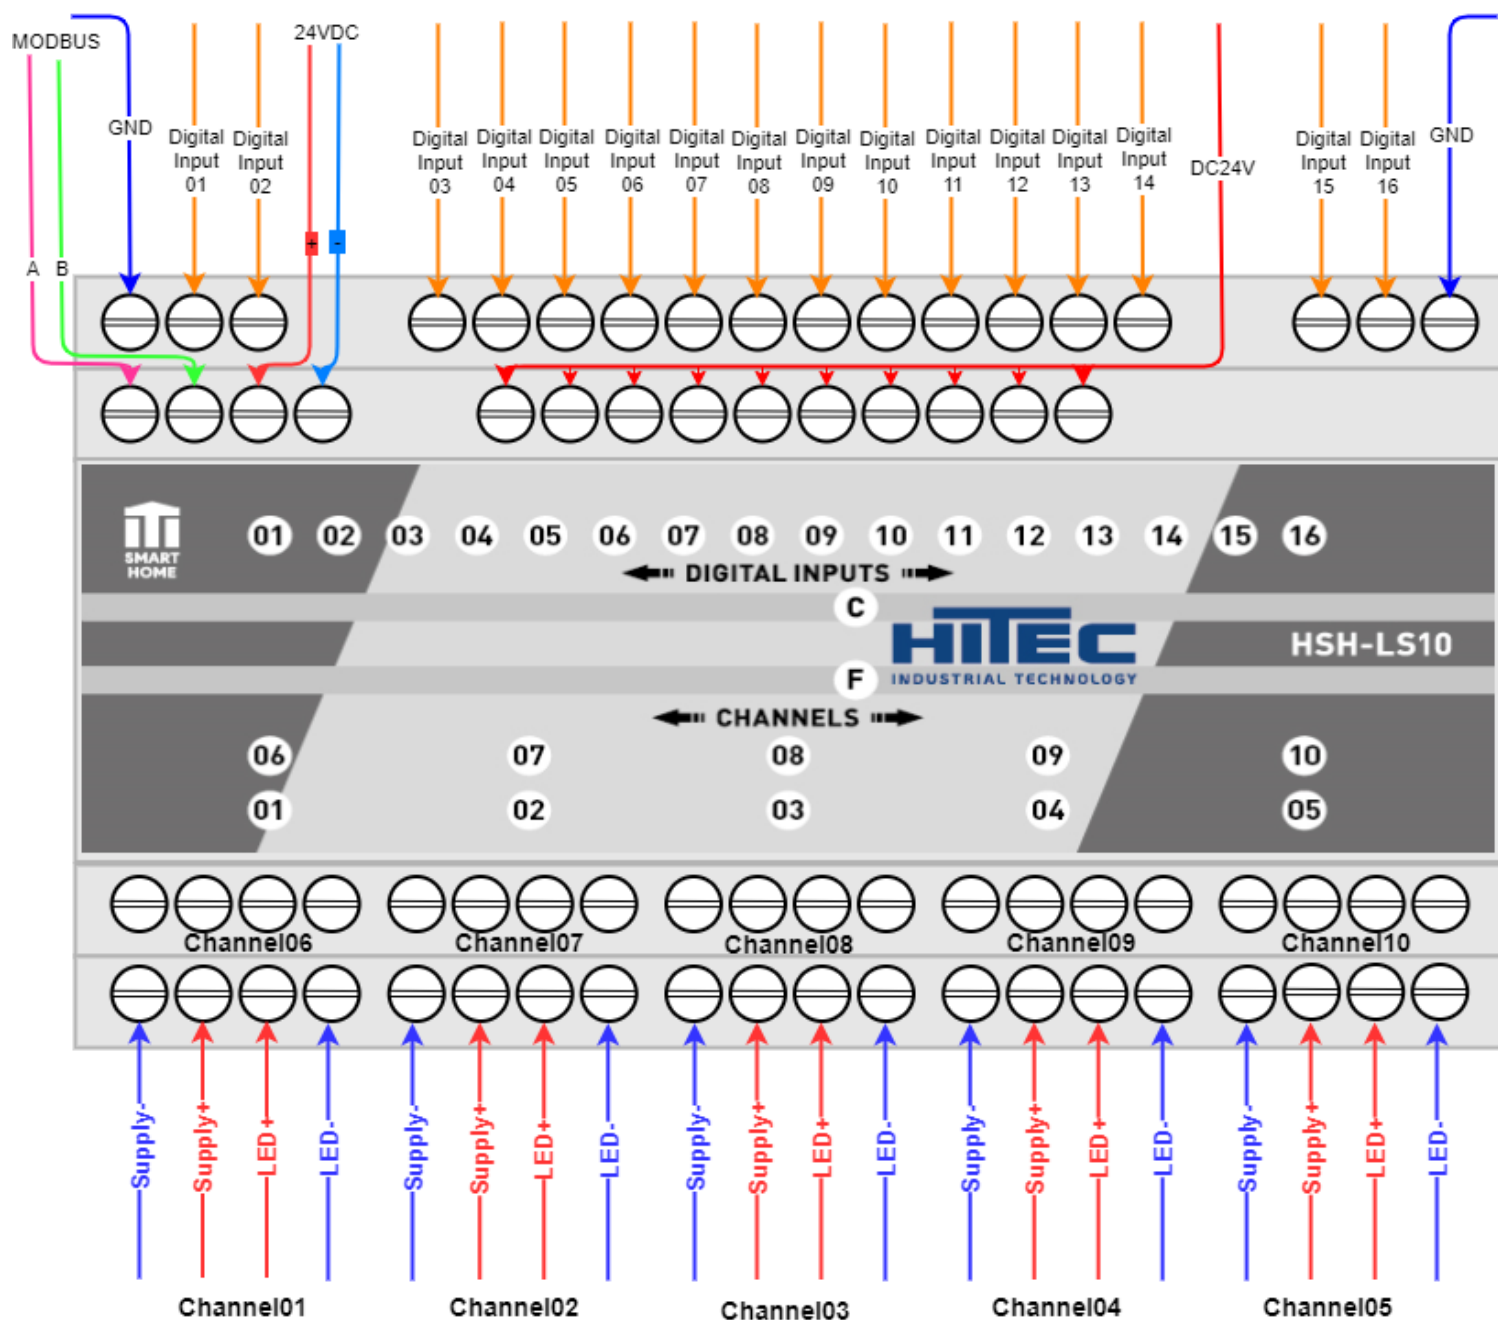 MODBUS
24VDC
GND
Digital Input 01
Digital Input 02
Digital Input 03
Digital Input 04
Digital Input 05
Digital Input 06
Digital Input 07
Digital Input 08
Digital Input 09
Digital Input 10
Digital Input 11
Digital Input 12
Digital Input 13
Digital Input 14
DC24V
Digital Input 15
Digital Input 16
GND
+ -
A B
SMART
HOME
01 02 03 04 05 06 07 08 09 10 11 12 13 14 15 16
DIGITAL INPUTS
C
HITEC
INDUSTRIAL TECHNOLOGY
HSH-LS10
F
CHANNELS
06 07 08 09 10
01 02 03 04 05
Channel06 Channel07 Channel08 Channel09 Channel10
Supply- Supply+ LED+ LED- Supply- Supply+ LED+ LED- Supply- Supply+ LED+ LED- Supply- Supply+ LED+ LED- Supply- Supply+ LED+ LED-
Channel01 Channel02 Channel03 Channel04 Channel05